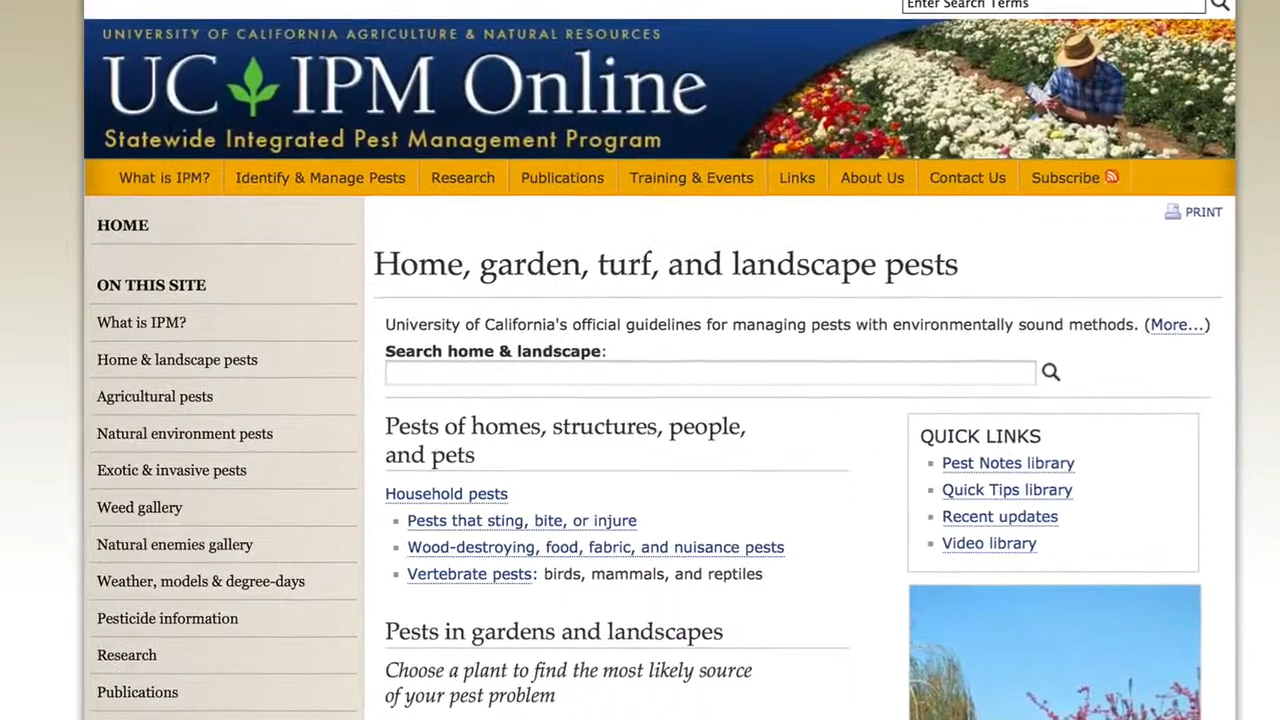 Enter Search Terms
UNIVERSITY OF CALIFORNIA AGRICULTURE & NATURAL RESOURCES
UC IPM Online
Statewide Integrated Pest Management Program
What is IPM? Identify & Manage Pests Research Publications Training & Events Links About Us Contact Us Subscribe
PRINT
HOME
ON THIS SITE
What is IPM?
Home & landscape pests
Agricultural pests
Natural environment pests
Exotic & invasive pests
Weed gallery
Natural enemies gallery
Weather, models & degree-days
Pesticide information
Research
Publications
Home, garden, turf, and landscape pests
University of California's official guidelines for managing pests with environmentally sound methods. (More...)
Search home & landscape:
Pests of homes, structures, people,
and pets
Household pests
Pests that sting, bite, or injure
Wood-destroying, food, fabric, and nuisance pests
Vertebrate pests: birds, mammals, and reptiles
Pests in gardens and landscapes
Choose a plant to find the most likely source
of your pest problem
QUICK LINKS
Pest Notes library
Quick Tips library
Recent updates
Video library